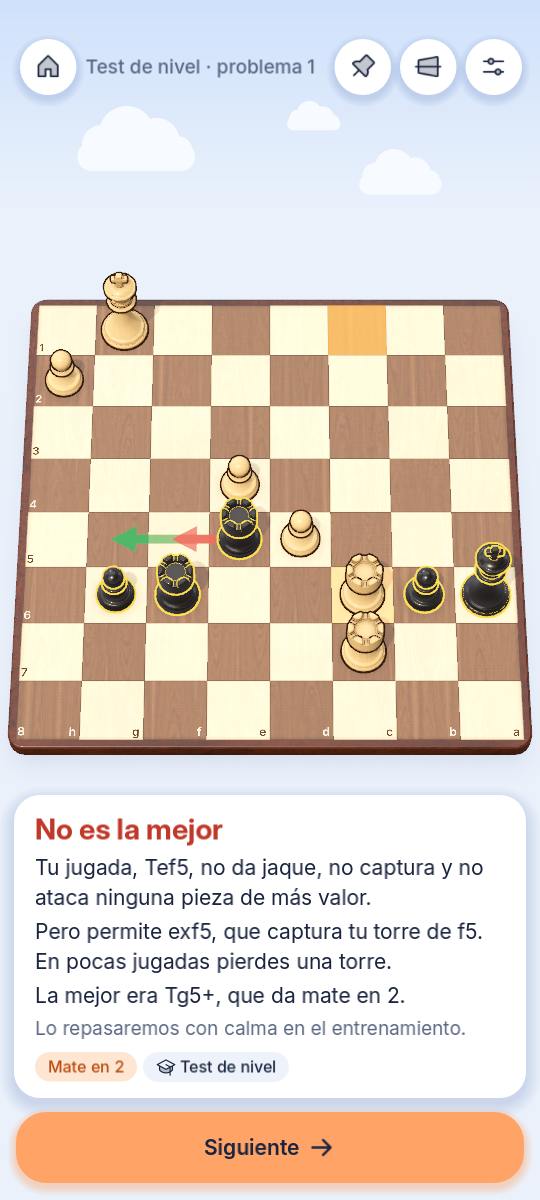 Test de nivel · problema 1
1
2
3
4
5
6
7
8 h g f e d c b a
No es la mejor
Tu jugada, Tef5, no da jaque, no captura y no
ataca ninguna pieza de más valor.
Pero permite exf5, que captura tu torre de f5.
En pocas jugadas pierdes una torre.
La mejor era Tg5+, que da mate en 2.
Lo repasaremos con calma en el entrenamiento.
Mate en 2 Test de nivel
Siguiente →